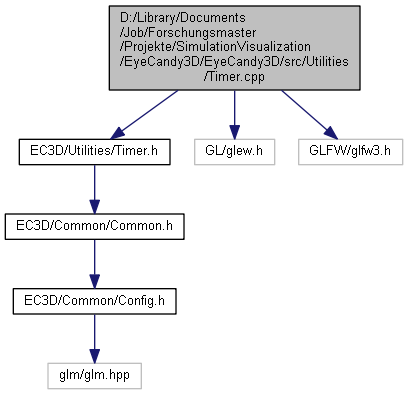 D:/Library/Documents
/Job/Forschungsmaster
/Projekte/SimulationVisualization
/EyeCandy3D/EyeCandy3D/src/Utilities
/Timer.cpp
EC3D/Utilities/Timer.h
GL/glew.h
GLFW/glfw3.h
EC3D/Common/Common.h
EC3D/Common/Config.h
glm/glm.hpp